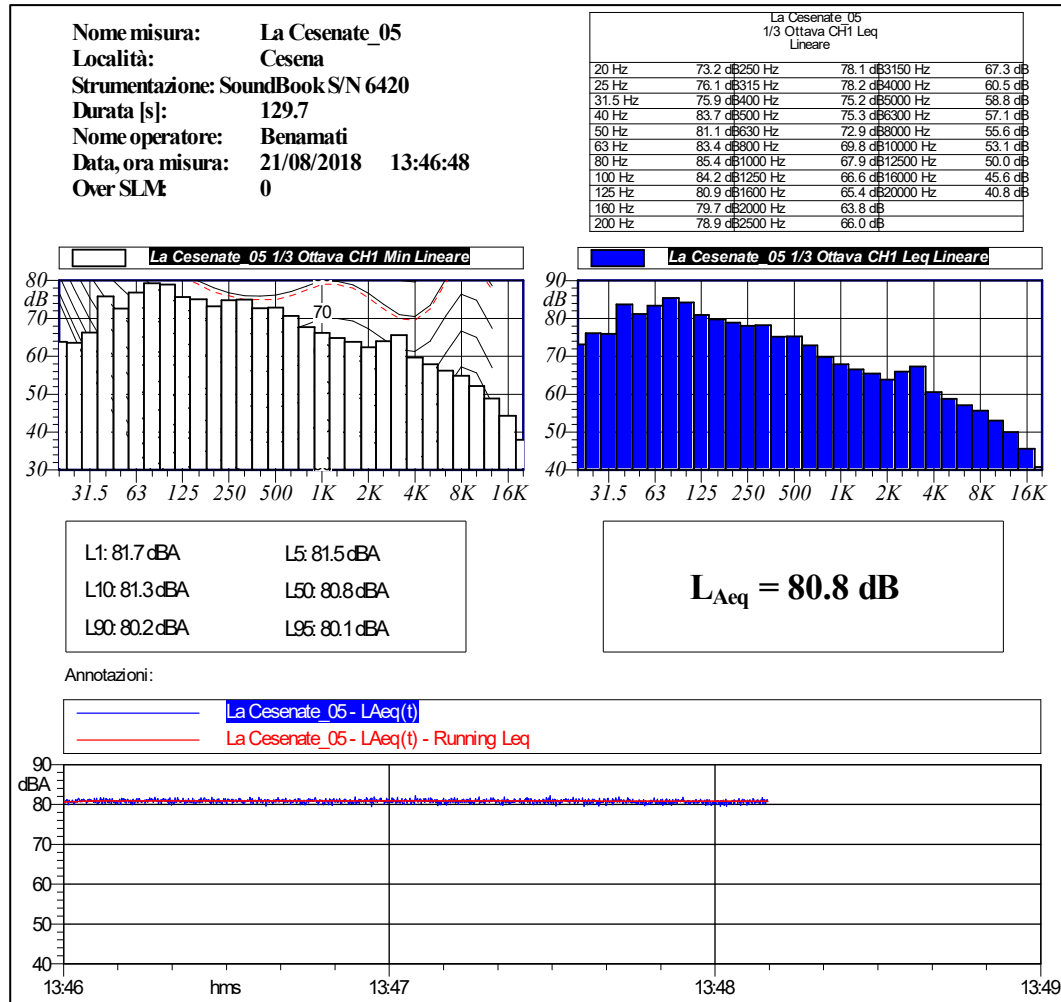 Nome misura: La Cesenate_05
Località: Cesena
Strumentazione: SoundBook S/N 6420
Durata [s]: 129.7
Nome operatore: Benamati
Data, ora misura: 21/08/2018 13:46:48
Over SLM: 0
La Cesenate_05
1/3 Ottava CH1 Leq
Lineare
20 Hz 73.2 dB 250 Hz 78.1 dB 3150 Hz 67.3 dB
25 Hz 76.1 dB 315 Hz 78.2 dB 4000 Hz 60.5 dB
31.5 Hz 75.9 dB 400 Hz 75.2 dB 5000 Hz 58.8 dB
40 Hz 83.7 dB 500 Hz 75.3 dB 6300 Hz 57.1 dB
50 Hz 81.1 dB 630 Hz 72.9 dB 8000 Hz 55.6 dB
63 Hz 83.4 dB 800 Hz 69.8 dB 10000 Hz 53.1 dB
80 Hz 85.4 dB 1000 Hz 67.9 dB 12500 Hz 50.0 dB
100 Hz 84.2 dB 1250 Hz 66.6 dB 16000 Hz 45.6 dB
125 Hz 80.9 dB 1600 Hz 65.4 dB 20000 Hz 40.8 dB
160 Hz 79.7 dB 2000 Hz 63.8 dB
200 Hz 78.9 dB 2500 Hz 66.0 dB
La Cesenate_05 1/3 Ottava CH1 Min Lineare
80
dB
70
60
50
40
30
70
31.5 63 125 250 500 1K 2K 4K 8K 16K
La Cesenate_05 1/3 Ottava CH1 Leq Lineare
90
dB
80
70
60
50
40
31.5 63 125 250 500 1K 2K 4K 8K 16K
L1: 81.7 dBA L5: 81.5 dBA
L10: 81.3 dBA L50: 80.8 dBA
L90: 80.2 dBA L95: 80.1 dBA
LAeq = 80.8 dB
Annotazioni:
La Cesenate_05 - LAeq(t)
La Cesenate_05 - LAeq(t) - Running Leq
90
dBA
80
70
60
50
40
13:46 hms 13:47 13:48 13:49